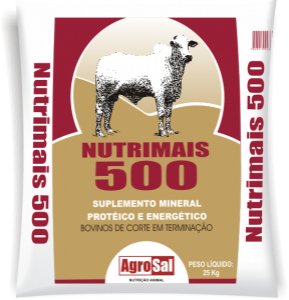 Nutrimais 500
NUTRIMAIS
500
SUPLEMENTO MINERAL
PROTÉICO E ENERGÉTICO
BOVINOS DE CORTE EM TERMINAÇÃO
AgroSal
NUTRIÇÃO ANIMAL
PESO LÍQUIDO:
25 Kg
Nutrimais 500